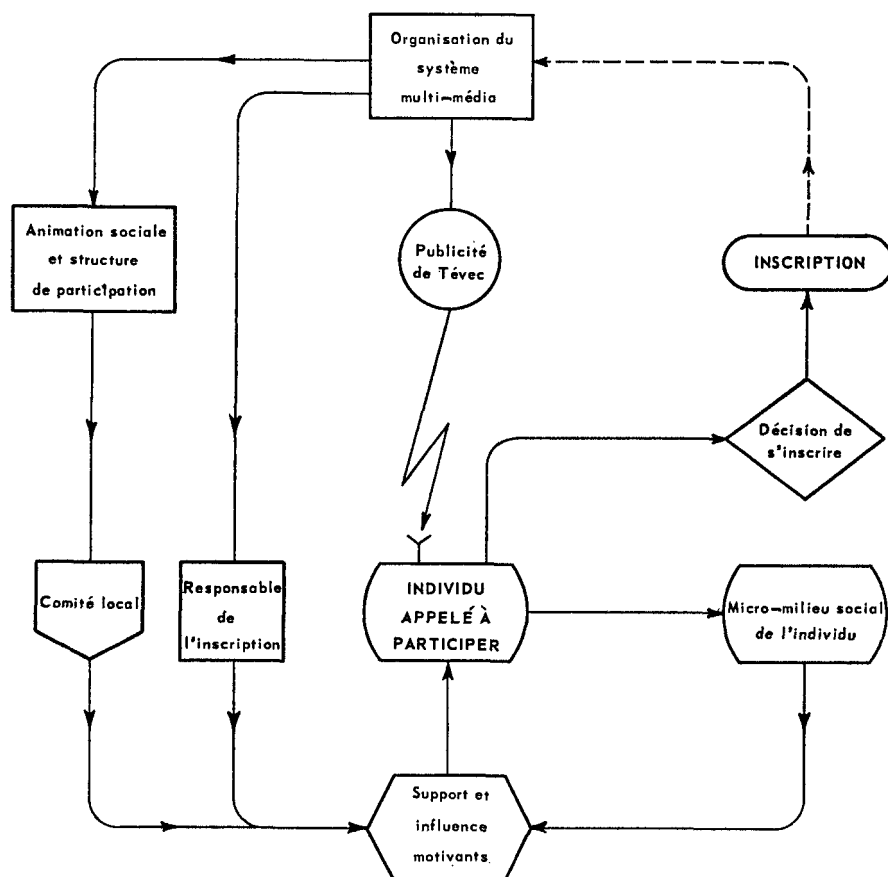 Organisation du
système
multi-média
Animation sociale
et structure
de participation
Publicité
de Tévec
INSCRIPTION
Décision de
s'inscrire
Comité local
Responsable
de
l'inscription
INDIVIDU
APPELÉ À
PARTICIPER
Micro-milieu social
de l'individu
Support et
influence
motivants